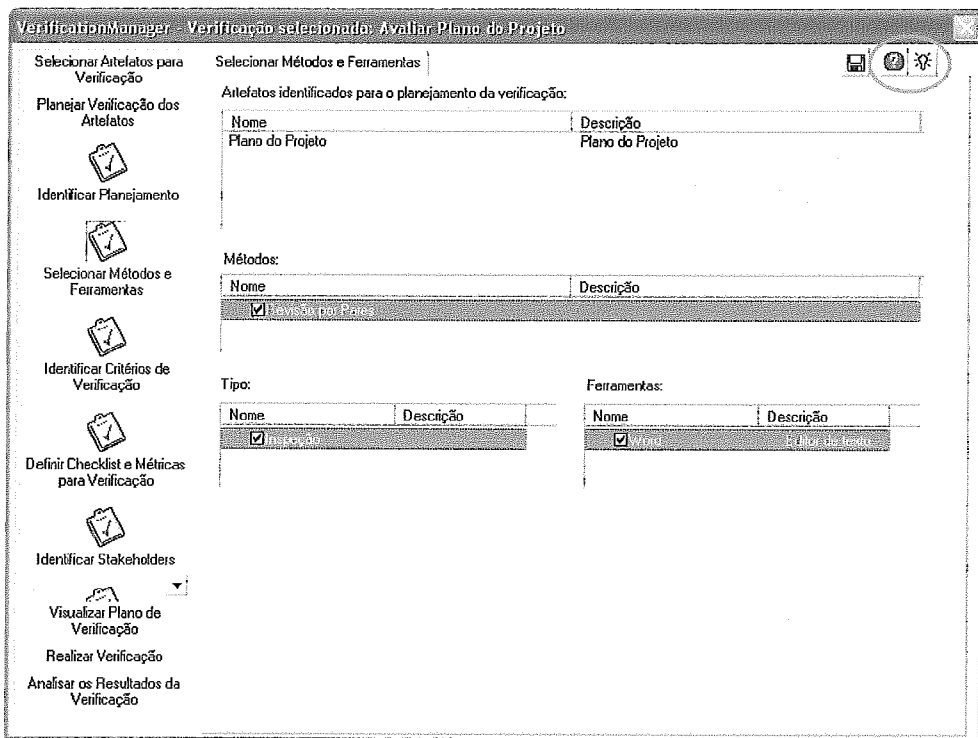 VerificationManager - Verificação selecionada: Avaliar Plano do Projeto
Selecionar Artefatos para
Verificação
Planejar Verificação dos
Artefatos
Identificar Planejamento
Selecionar Métodos e
Ferramentas
Identificar Critérios de
Verificação
Definir Checklist e Métricas
para Verificação
Identificar Stakeholders
Visualizar Plano de
Verificação
Realizar Verificação
Analisar os Resultados da
Verificação
Selecionar Métodos e Ferramentas
Artefatos identificados para o planejamento da verificação:
Nome Descrição
Plano do Projeto Plano do Projeto
Métodos:
Nome Descrição
Revisão por Pares
Tipo:
Nome Descrição
Inspeção
Ferramentas:
Nome Descrição
Word Editor de texto